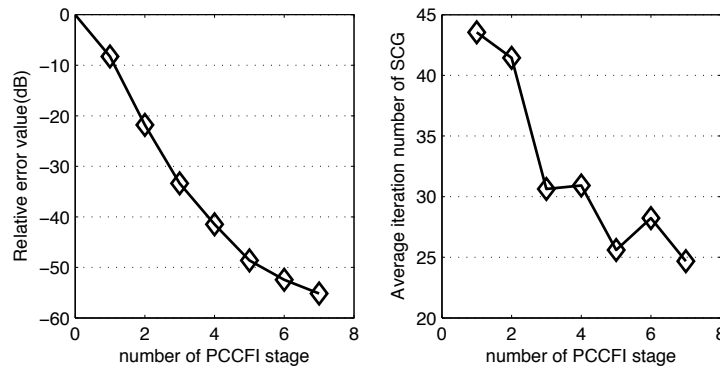 Relative error value(dB)
0
−10
−20
−30
−40
−50
−60
0 2 4 6 8
number of PCCFI stage
Average iteration number of SCG
45
40
35
30
25
20
0 2 4 6 8
number of PCCFI stage